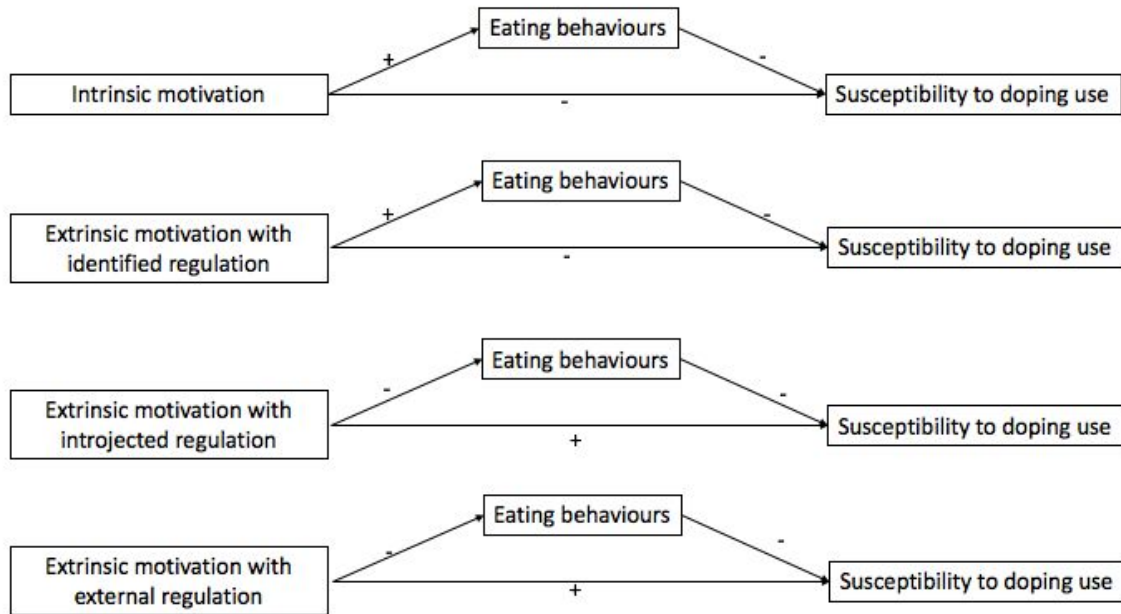 Eating behaviours
+
-
Intrinsic motivation
-
Susceptibility to doping use
Eating behaviours
+
-
Extrinsic motivation with
identified regulation
-
Susceptibility to doping use
Eating behaviours
-
-
Extrinsic motivation with
introjected regulation
+
Susceptibility to doping use
Eating behaviours
-
-
Extrinsic motivation with
external regulation
+
Susceptibility to doping use